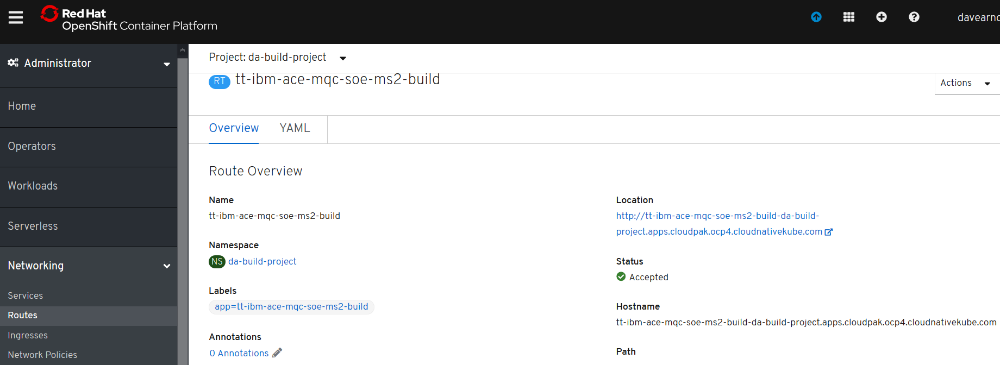 Red Hat
OpenShift Container Platform
davearno
Administrator
Home
Operators
Workloads
Serverless
Networking
Services
Routes
Ingresses
Network Policies
Project: da-build-project
RT tt-ibm-ace-mqc-soe-ms2-build
Actions
Overview YAML
Route Overview
Name
tt-ibm-ace-mqc-soe-ms2-build
Namespace
NS da-build-project
Labels
app=tt-ibm-ace-mqc-soe-ms2-build
Annotations
0 Annotations
Location
http://tt-ibm-ace-mqc-soe-ms2-build-da-build-
project.apps.cloudpak.ocp4.cloudnativekube.com
Status
Accepted
Hostname
tt-ibm-ace-mqc-soe-ms2-build-da-build-project.apps.cloudpak.ocp4.cloudnativekube.com
Path